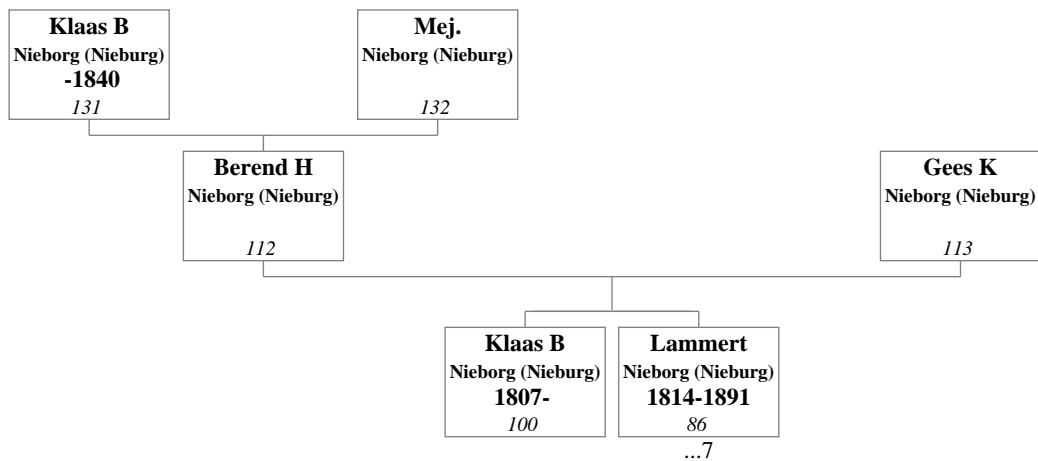 Klaas B
Nieborg (Nieburg)
-1840
131
Mej.
Nieborg (Nieburg)
132
Berend H
Nieborg (Nieburg)
112
Gees K
Nieborg (Nieburg)
113
Klaas B
Nieborg (Nieburg)
1807-
100
Lammert
Nieborg (Nieburg)
1814-1891
86
...7